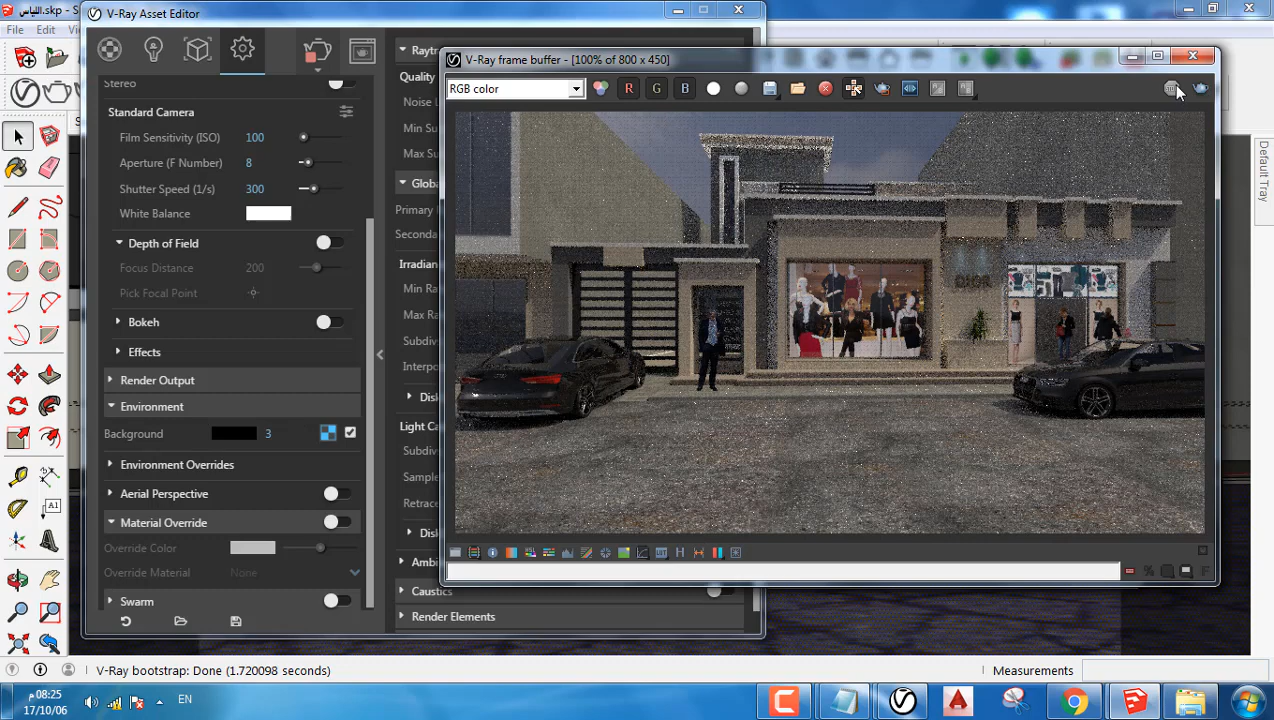 اللياس.skp - S
V-Ray Asset Editor
File
Edit
V-Ray frame buffer - [100% of 800 x 450]
Raytr
RGB color
R
G
B
Stereo
Standard Camera
Film Sensitivity (ISO)
100
Aperture (F Number)
8
Shutter Speed (1/s)
300
White Balance
Depth of Field
Focus Distance
200
Pick Focal Point
Bokeh
Effects
Render Output
Environment
Background
3
Environment Overrides
Aerial Perspective
Material Override
Override Color
Override Material
None
Swarm
Quality
Noise L
Min Su
Max Su
Globa
Primary
Seconda
Irradian
Min Ra
Max Ra
Subdiv
Interpo
Light Ca
Subdiv
Sample
Retrace
Caustics
Render Elements
DIOR
Default Tray
A1
H
F
V-Ray bootstrap: Done (1.720098 seconds)
Measurements
08:25 م
17/10/06
EN